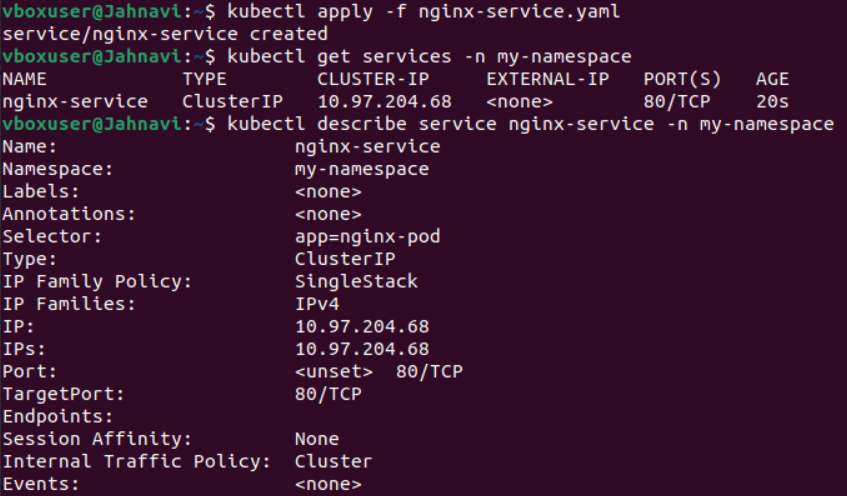 vboxuser@Jahnavi:~$ kubectl apply -f nginx-service.yaml
service/nginx-service created
vboxuser@Jahnavi:~$ kubectl get services -n my-namespace
NAME            TYPE        CLUSTER-IP      EXTERNAL-IP   PORT(S)   AGE
nginx-service   ClusterIP   10.97.204.68    <none>        80/TCP    20s
vboxuser@Jahnavi:~$ kubectl describe service nginx-service -n my-namespace
Name:                     nginx-service
Namespace:                my-namespace
Labels:                   <none>
Annotations:              <none>
Selector:                 app=nginx-pod
Type:                     ClusterIP
IP Family Policy:         SingleStack
IP Families:              IPv4
IP:                       10.97.204.68
IPs:                      10.97.204.68
Port:                     <unset>  80/TCP
TargetPort:               80/TCP
Endpoints:
Session Affinity:         None
Internal Traffic Policy:  Cluster
Events:                   <none>